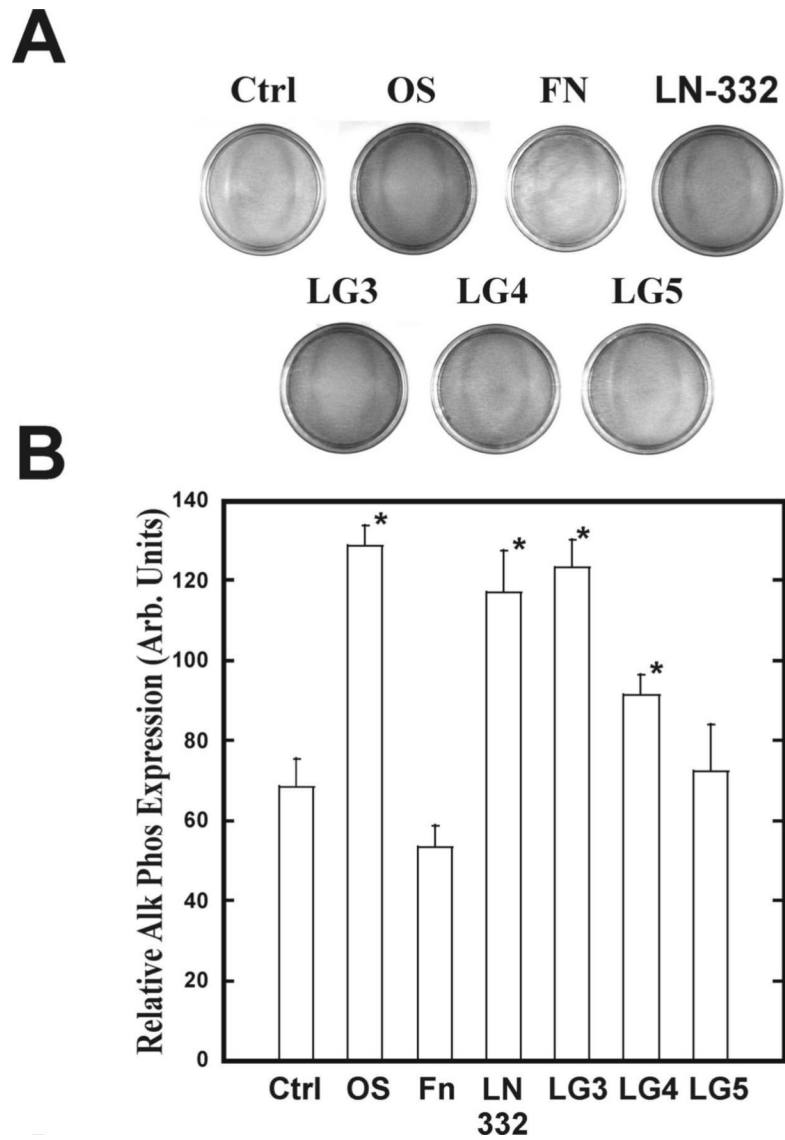 A
Ctrl OS FN LN-332
LG3 LG4 LG5
B
Relative Alk Phos Expression (Arb. Units)
140
120
100
80
60
40
20
0
* * * *
Ctrl OS Fn LN LG3 LG4 LG5
332